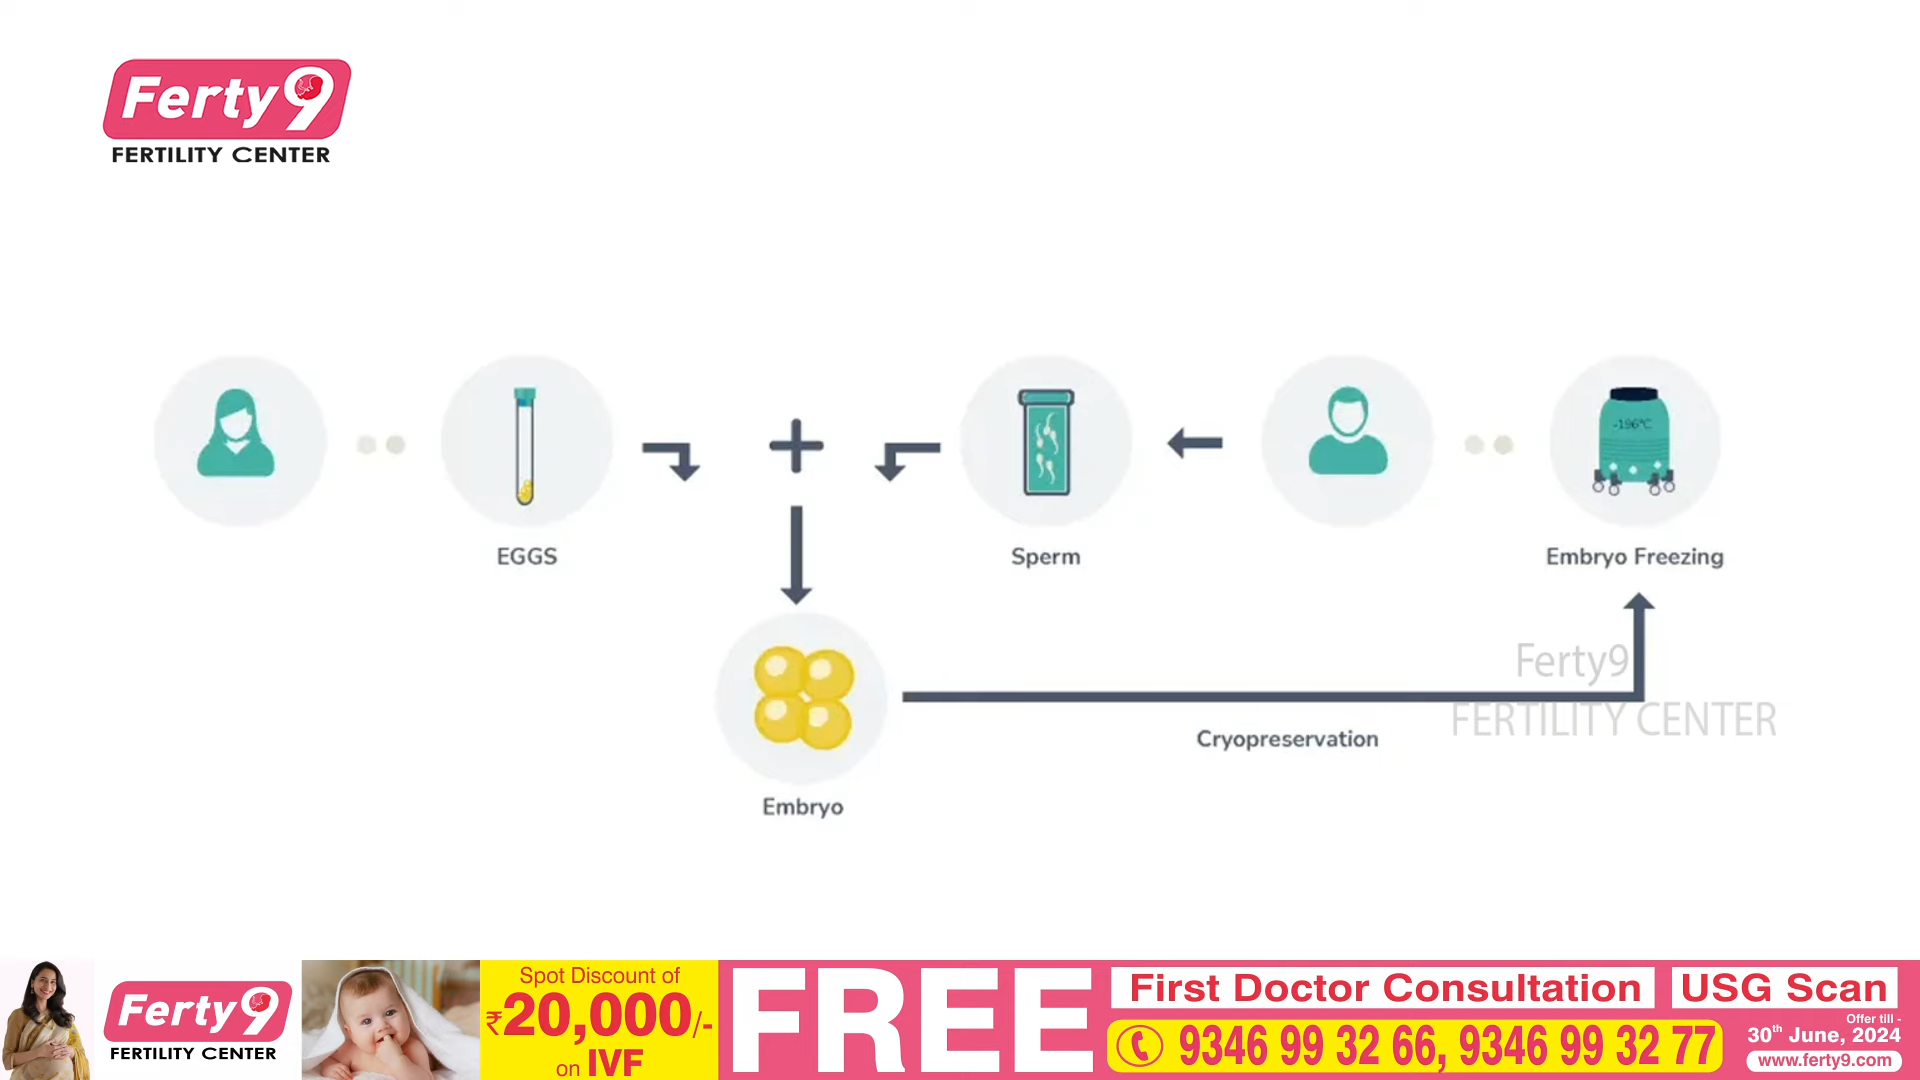 Ferty9
FERTILITY CENTER
-196°C
EGGS
Sperm
Embryo Freezing
Ferty9
FERTILITY CENTER
Cryopreservation
Embryo
Ferty9
FERTILITY CENTER
Spot Discount of
₹20,000/-
on IVF
FREE
First Doctor Consultation
USG Scan
9346 99 32 66, 9346 99 32 77
Offer till -
30th June, 2024
www.ferty9.com